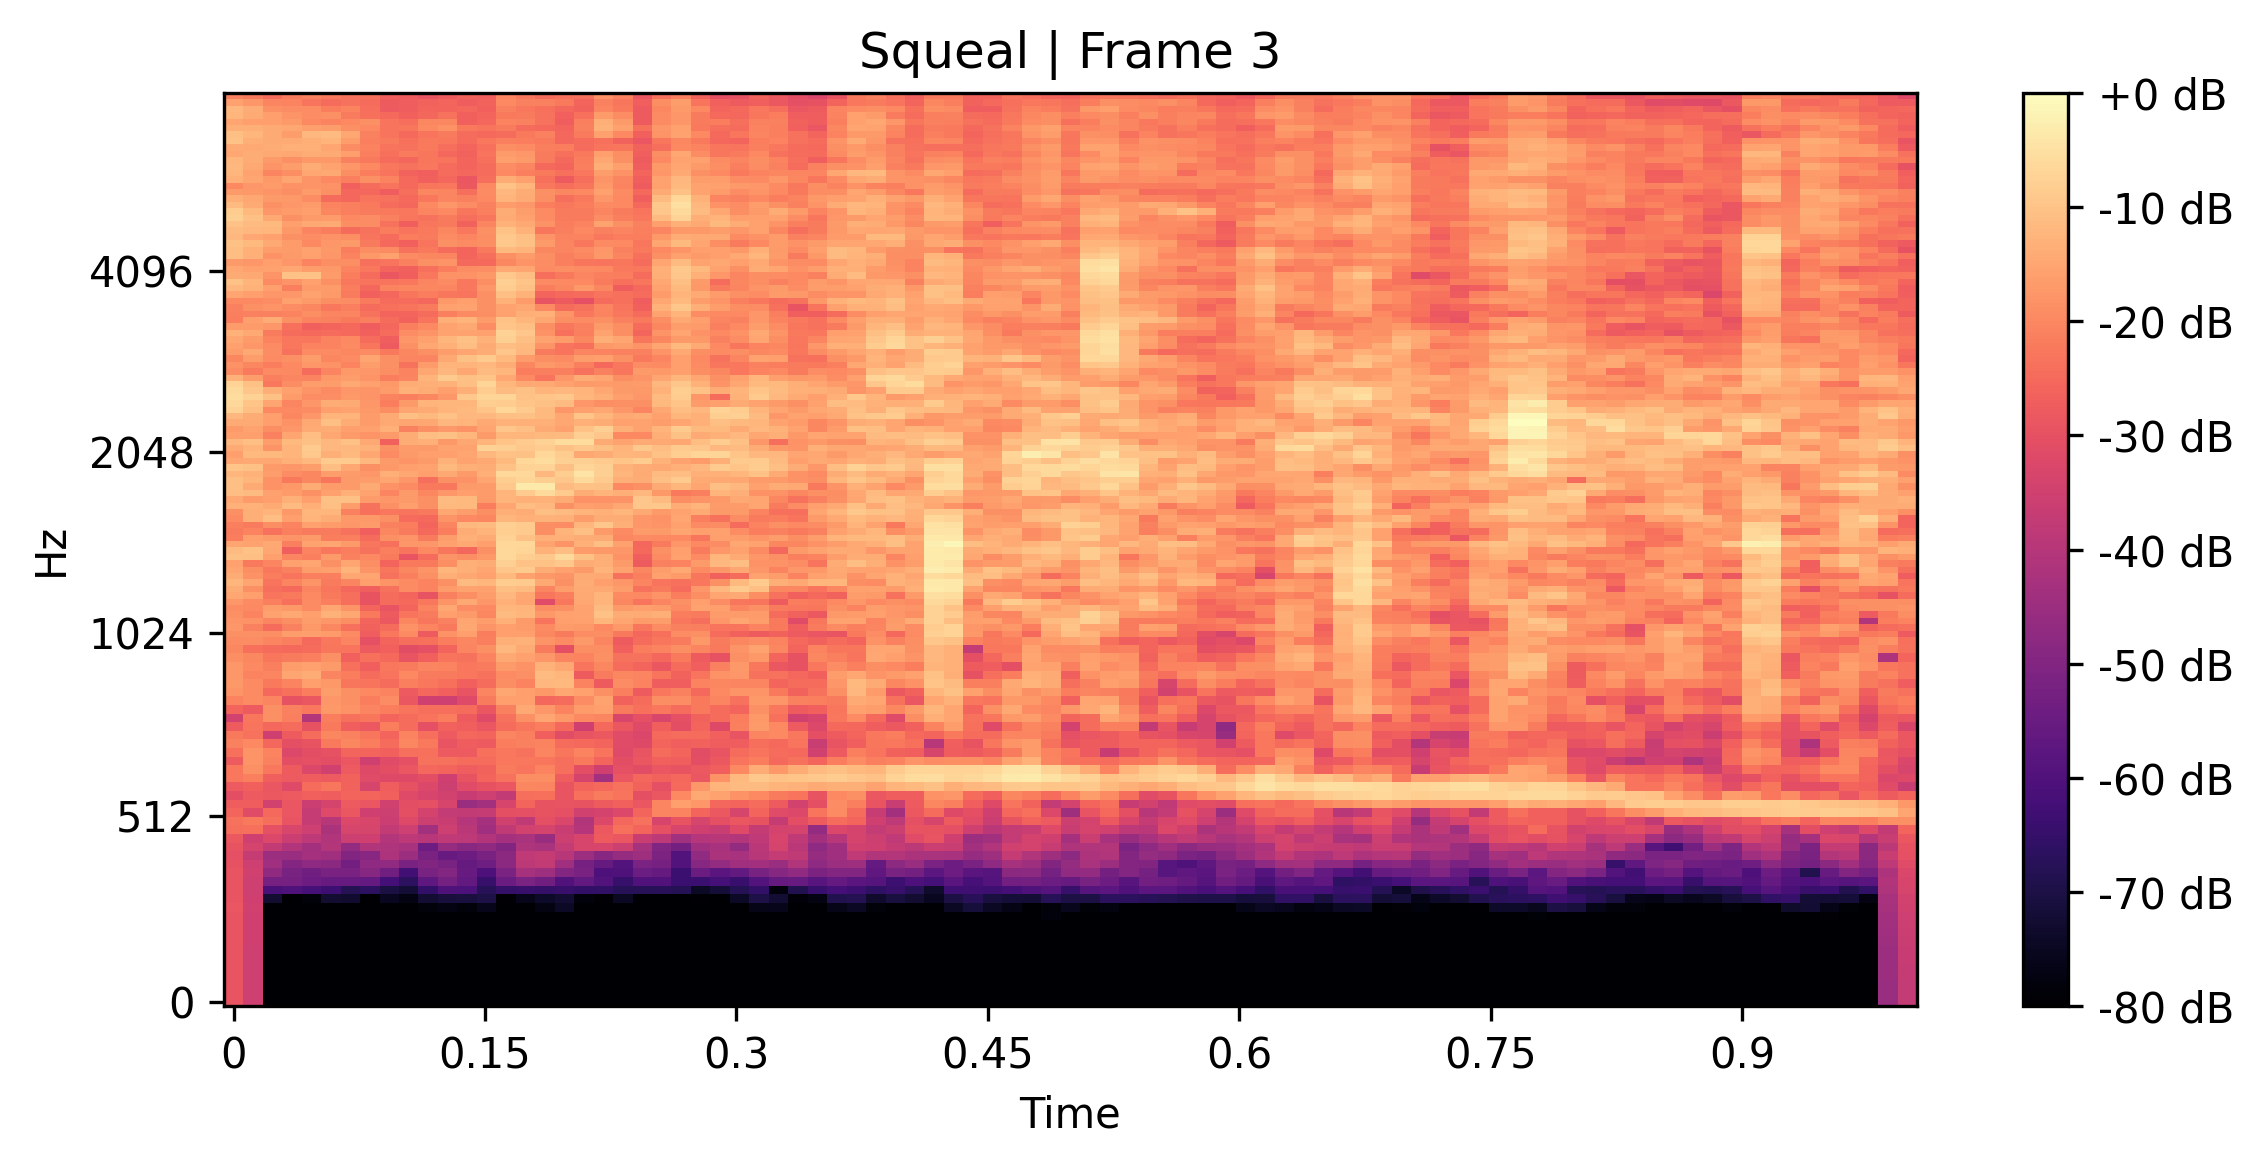 Squeal | Frame 3
+0 dB
-10 dB
-20 dB
-30 dB
-40 dB
-50 dB
-60 dB
-70 dB
-80 dB
Hz
4096
2048
1024
512
0
0 0.15 0.3 0.45 0.6 0.75 0.9
Time